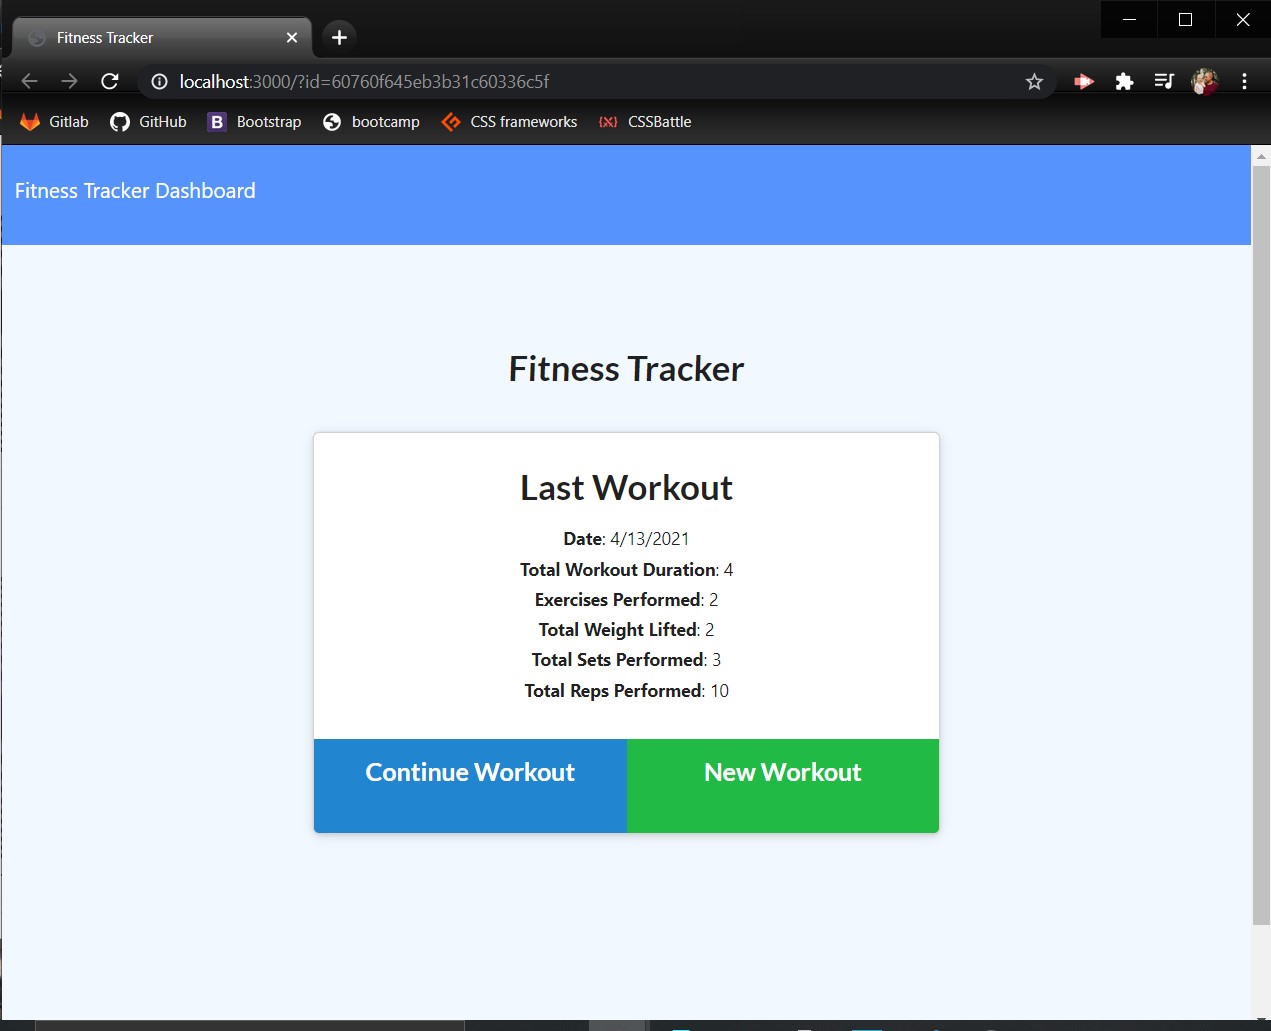 Fitness Tracker
localhost:3000/?id=60760f645eb3b31c60336c5f
Gitlab GitHub B Bootstrap bootcamp CSS frameworks {X} CSSBattle
Fitness Tracker Dashboard
Fitness Tracker
Last Workout
Date: 4/13/2021
Total Workout Duration: 4
Exercises Performed: 2
Total Weight Lifted: 2
Total Sets Performed: 3
Total Reps Performed: 10
Continue Workout New Workout